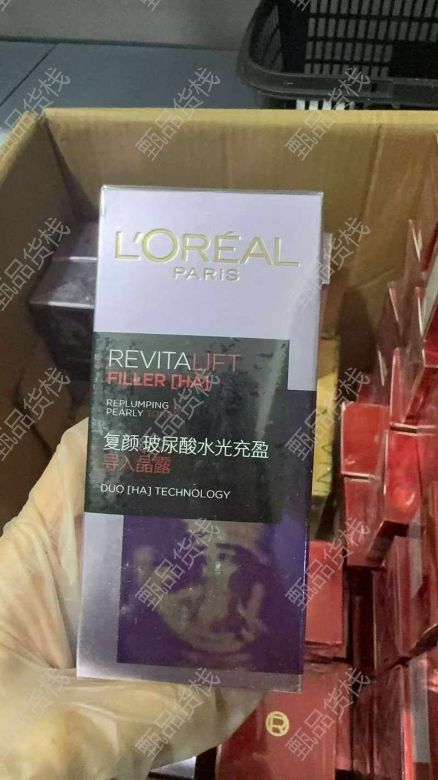 L'ORÉAL
PARIS
REVITALIFT
FILLER [HA]
REPLUMPING
PEARLY
复颜 玻尿酸水光充盈
导入晶露
DUO [HA] TECHNOLOGY
甄品货栈